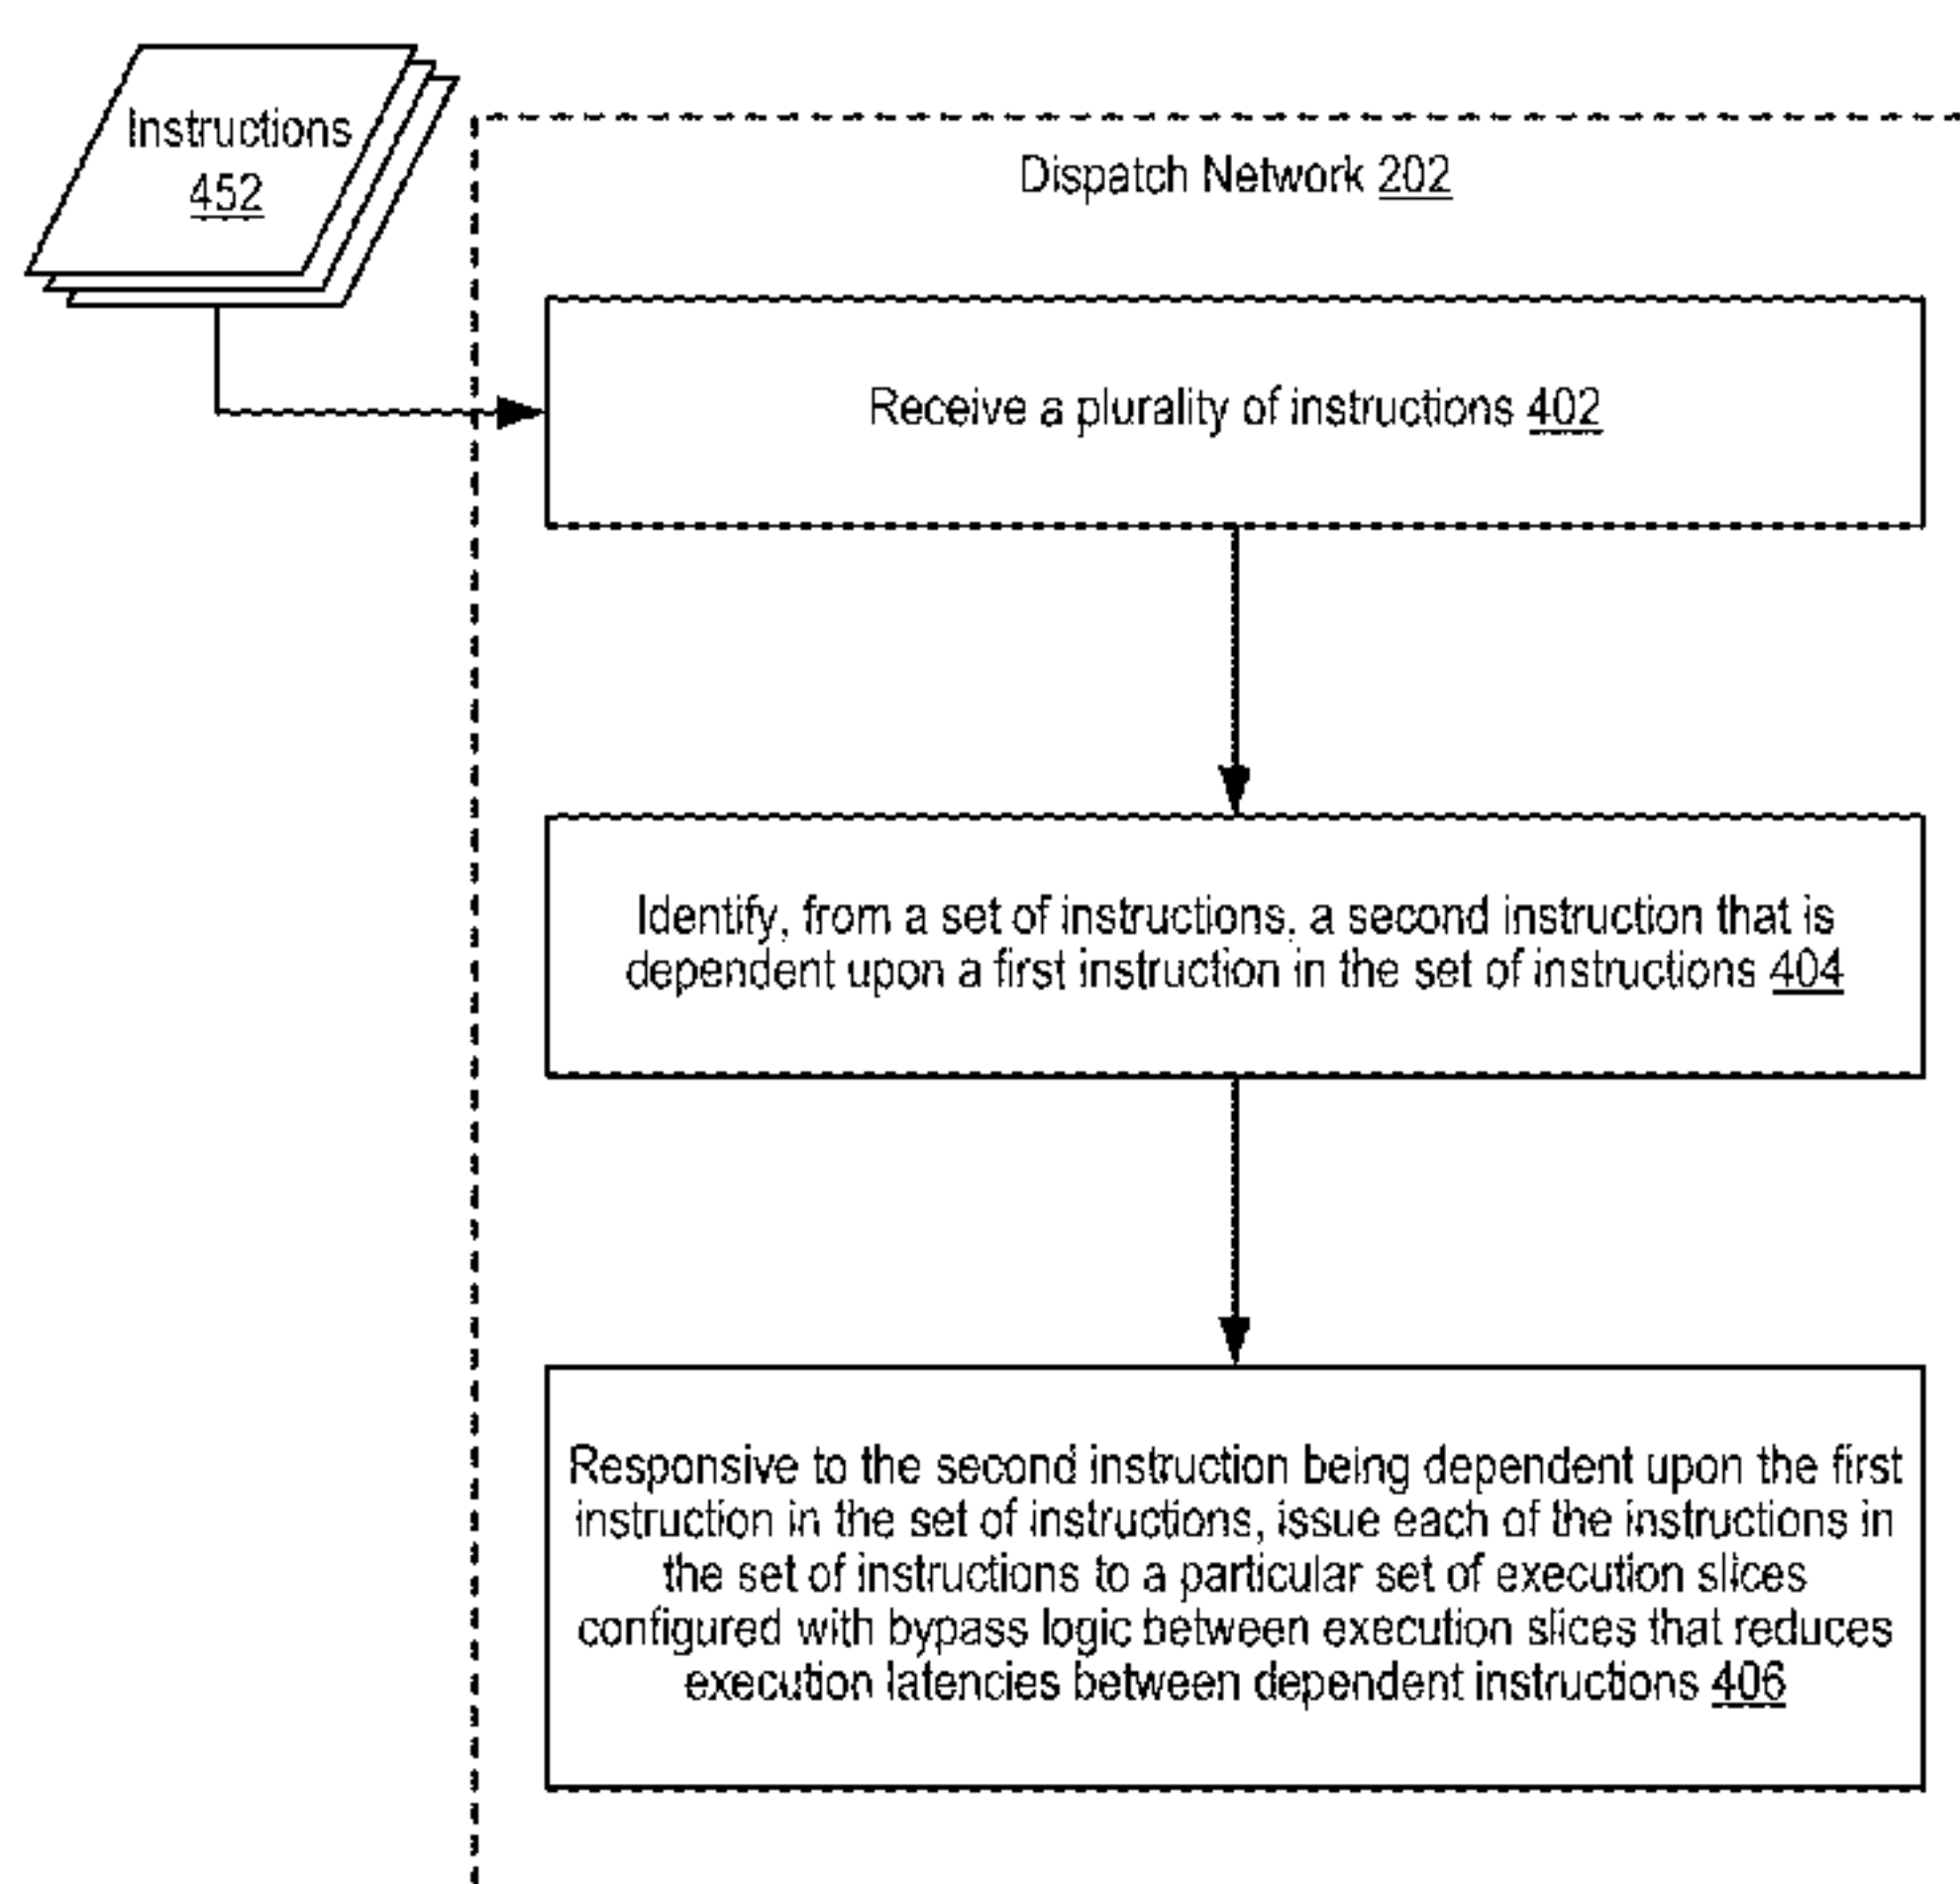 Instructions
452
Dispatch Network 202
Receive a plurality of instructions 402
Identify, from a set of instructions, a second instruction that is
dependent upon a first instruction in the set of instructions 404
Responsive to the second instruction being dependent upon the first
instruction in the set of instructions, issue each of the instructions in
the set of instructions to a particular set of execution slices
configured with bypass logic between execution slices that reduces
execution latencies between dependent instructions 406